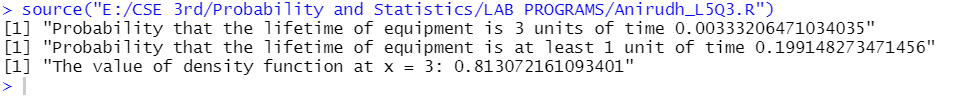 > source("E:/CSE 3rd/Probability and Statistics/LAB PROGRAMS/Anirudh_L5Q3.R")
[1] "Probability that the lifetime of equipment is 3 units of time 0.00333206471034035"
[1] "Probability that the lifetime of equipment is at least 1 unit of time 0.199148273471456"
[1] "The value of density function at x = 3: 0.813072161093401"
>